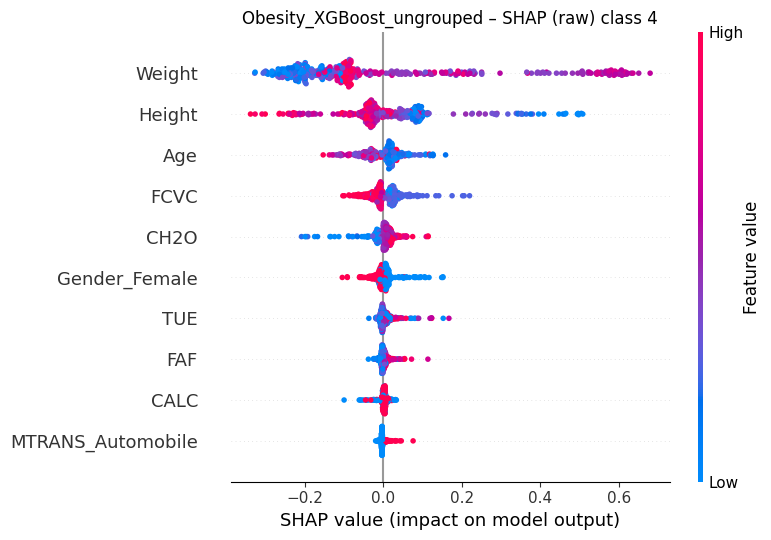 Obesity_XGBoost_ungrouped – SHAP (raw) class 4
High
Weight
Height
Age
FCVC
CH2O
Gender_Female
TUE
FAF
CALC
MTRANS_Automobile
Feature value
Low
−0.2 0.0 0.2 0.4 0.6
SHAP value (impact on model output)